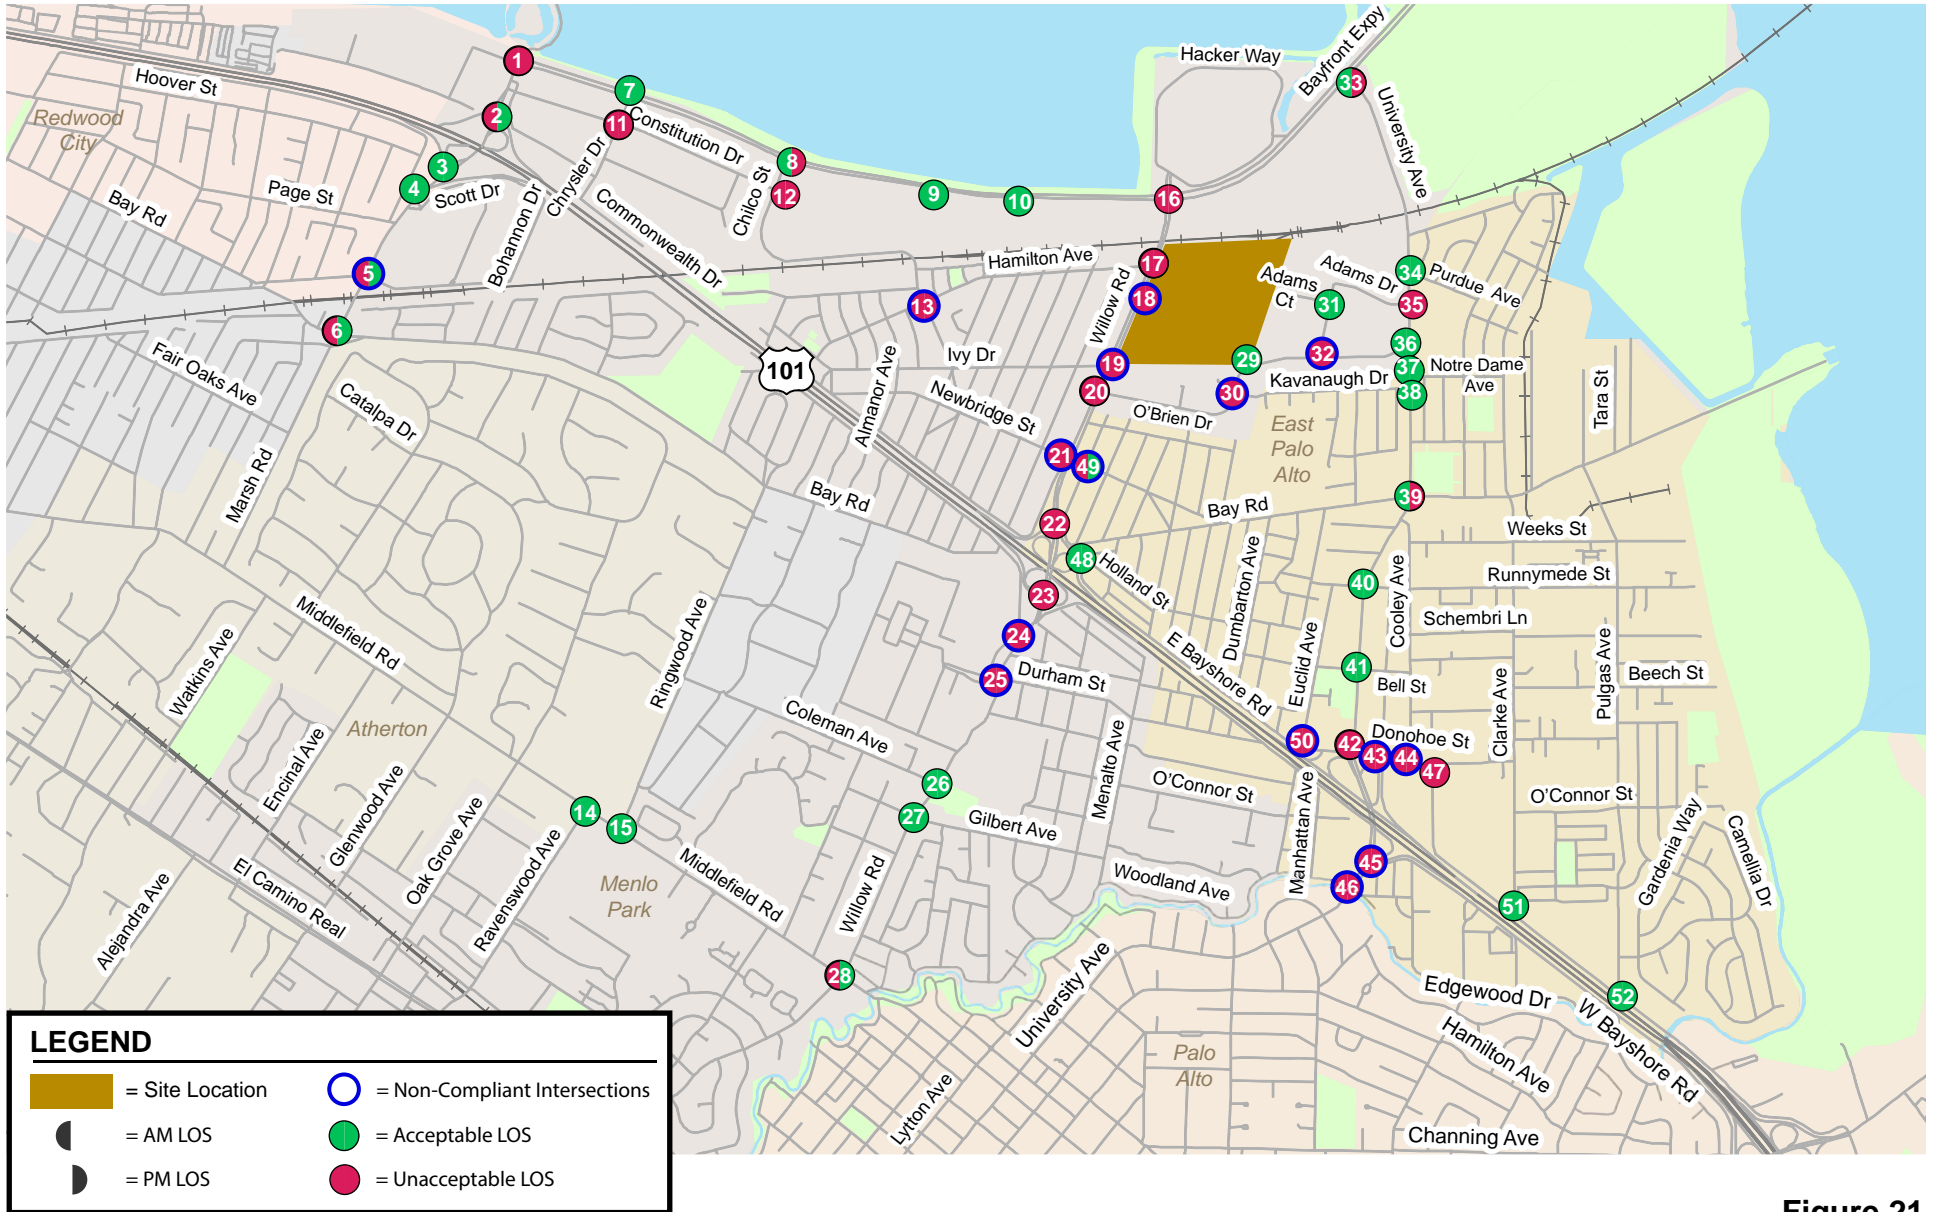 Hoover St
Redwood
City
Bay Rd
Page St
Scott Dr
Bohannon Dr
Chrysler Dr
Constitution Dr
Commonwealth Dr
Chilco St
Hacker Way
Bayfront Expy
University Ave
Hamilton Ave
Willow Rd
Adams
Ct
Adams Dr
Purdue Ave
Ivy Dr
Almanor Ave
Newbridge St
O'Brien Dr
Kavanaugh Dr
Notre Dame
Ave
Tara St
East
Palo
Alto
101
Fair Oaks Ave
Catalpa Dr
Marsh Rd
Bay Rd
Bay Rd
Weeks St
Holland St
Dumbarton Ave
Cooley Ave
Runnymede St
Schembri Ln
Euclid Ave
E Bayshore Rd
Bell St
Pulgas Ave
Beech St
Clarke Ave
Donohoe St
Middlefield Rd
Watkins Ave
Ringwood Ave
Durham St
Coleman Ave
Menalto Ave
O'Connor St
Manhattan Ave
O'Connor St
Gardenia Way
Camellia Dr
Atherton
Encinal Ave
Glenwood Ave
Oak Grove Ave
Ravenswood Ave
El Camino Real
Alejandra Ave
Menlo
Park
Middlefield Rd
Willow Rd
Gilbert Ave
Woodland Ave
University Ave
Lytton Ave
Palo
Alto
Edgewood Dr
Hamilton Ave
W Bayshore Rd
Channing Ave
1
2
3
4
5
6
7
8
9
10
11
12
13
14
15
16
17
18
19
20
21
22
23
24
25
26
27
28
29
30
31
32
33
34
35
36
37
38
39
40
41
42
43
44
45
46
47
48
49
50
51
52
LEGEND
= Site Location
= Non-Compliant Intersections
= AM LOS
= Acceptable LOS
= PM LOS
= Unacceptable LOS
Figure 21